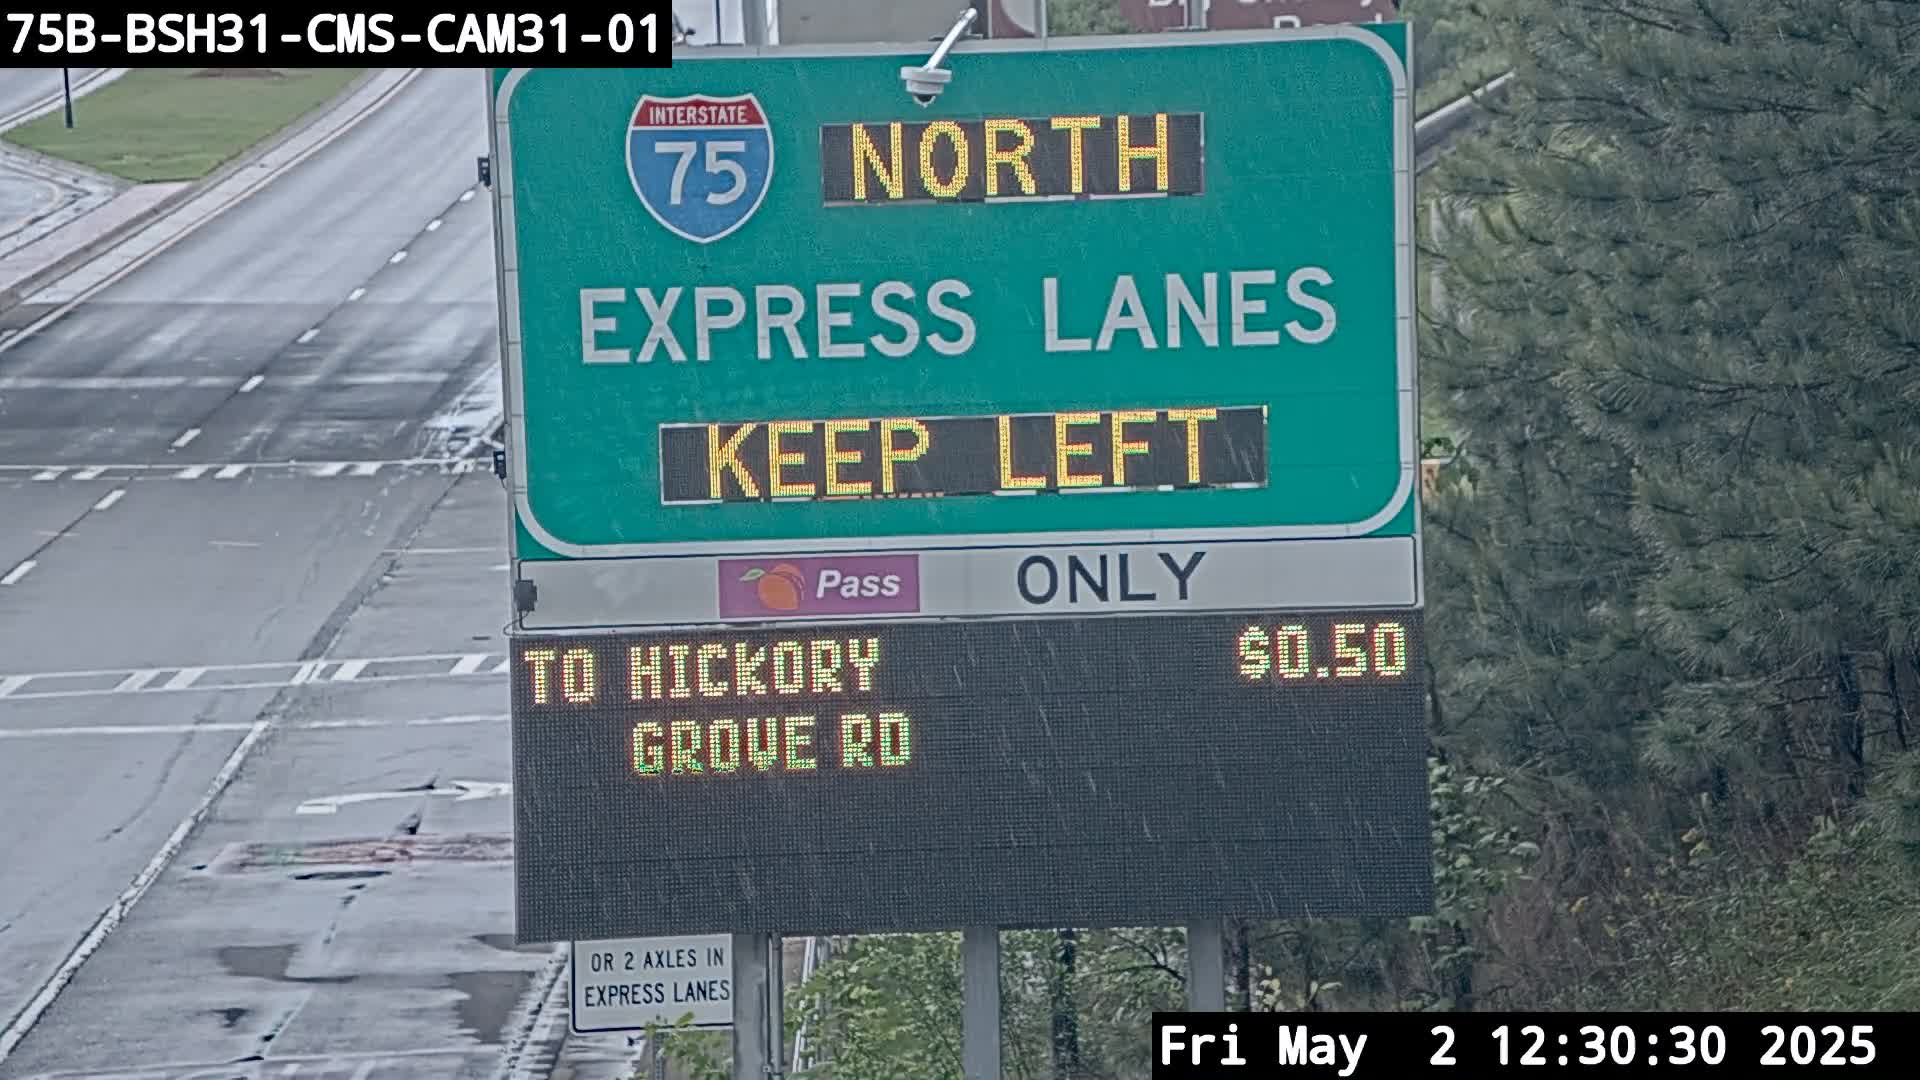 75B-BSH31-CMS-CAM31-01
INTERSTATE
75
NORTH
EXPRESS LANES
KEEP LEFT
Pass ONLY
TO HICKORY $0.50
GROVE RD
OR 2 AXLES IN
EXPRESS LANES
Fri May 2 12:30:30 2025